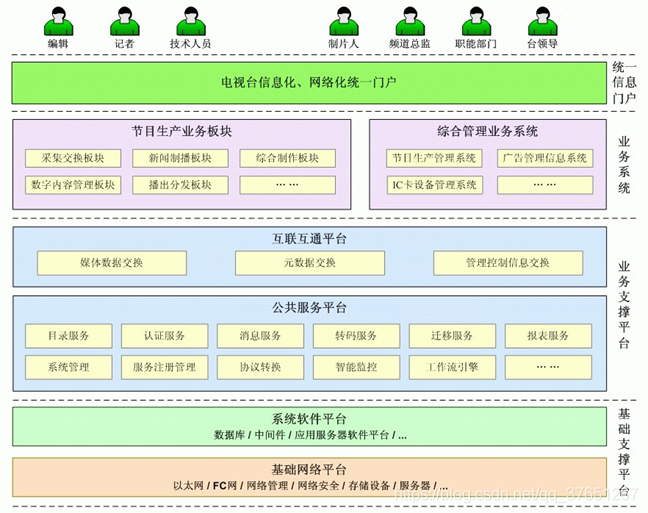 编辑 记者 技术人员 制片人 频道总监 职能部门 台领导
电视台信息化、网络化统一门户
统一信息门户
节目生产业务板块
采集交换板块 新闻制播板块 综合制作板块
数字内容管理板块 播出分发板块 … …
综合管理业务系统
节目生产管理系统 广告管理信息系统
IC卡设备管理系统 … …
业务系统
互联互通平台
媒体数据交换 元数据交换 管理控制信息交换
公共服务平台
目录服务 认证服务 消息服务 转码服务 迁移服务 报表服务
系统管理 服务注册管理 协议转换 智能监控 工作流引擎 … …
业务支撑平台
系统软件平台
数据库 / 中间件 / 应用服务器软件平台 / ...
基础网络平台
以太网 / FC网 / 网络管理 / 网络安全 / 存储设备 / 服务器 / ...
基础支撑平台
https://blog.csdn.net/qq_37651267